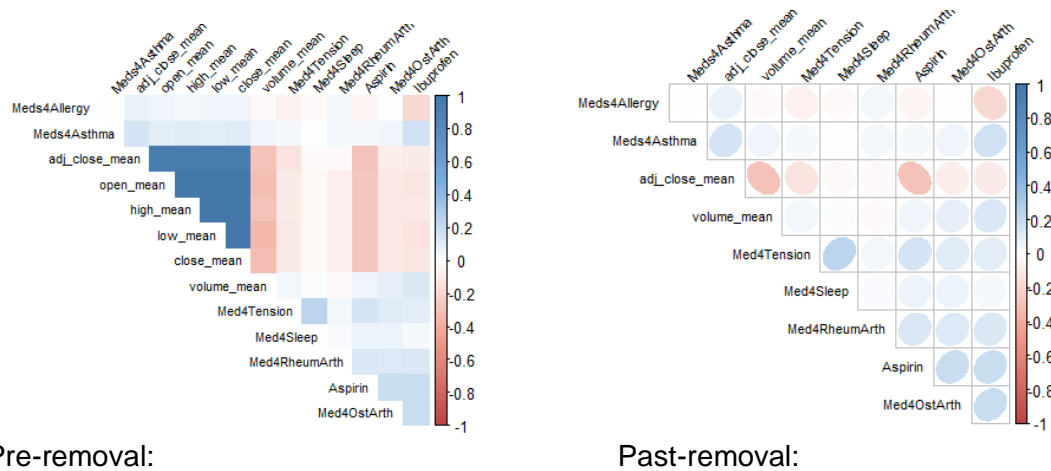 Meds4Asthma
adj_cbse_mean
open_mean
high_mean
low_mean
close_mean
volume_mean
Med4Tension
Med4Sleep
Med4RheumArth
Aspirin
Med4OstArth
Ibuprofen
Meds4Allergy
Meds4Asthma
adj_close_mean
open_mean
high_mean
low_mean
close_mean
volume_mean
Med4Tension
Med4Sleep
Med4RheumArth
Aspirin
Med4OstArth
1
0.8
0.6
0.4
0.2
0
-0.2
-0.4
-0.6
-0.8
-1
Pre-removal:
Meds4Asthma
adj_cbse_mean
volume_mean
Med4Tension
Med4Sleep
Med4RheumArth
Aspirin
Med4OstArth
Ibuprofen
Meds4Allergy
Meds4Asthma
adj_close_mean
volume_mean
Med4Tension
Med4Sleep
Med4RheumArth
Aspirin
Med4OstArth
1
0.8
0.6
0.4
0.2
0
-0.2
-0.4
-0.6
-0.8
-1
Past-removal: